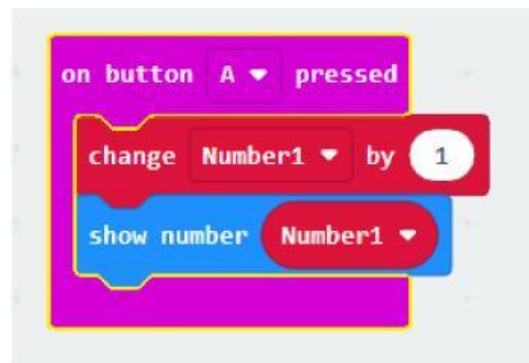 on button A pressed
change Number1 by 1
show number Number1